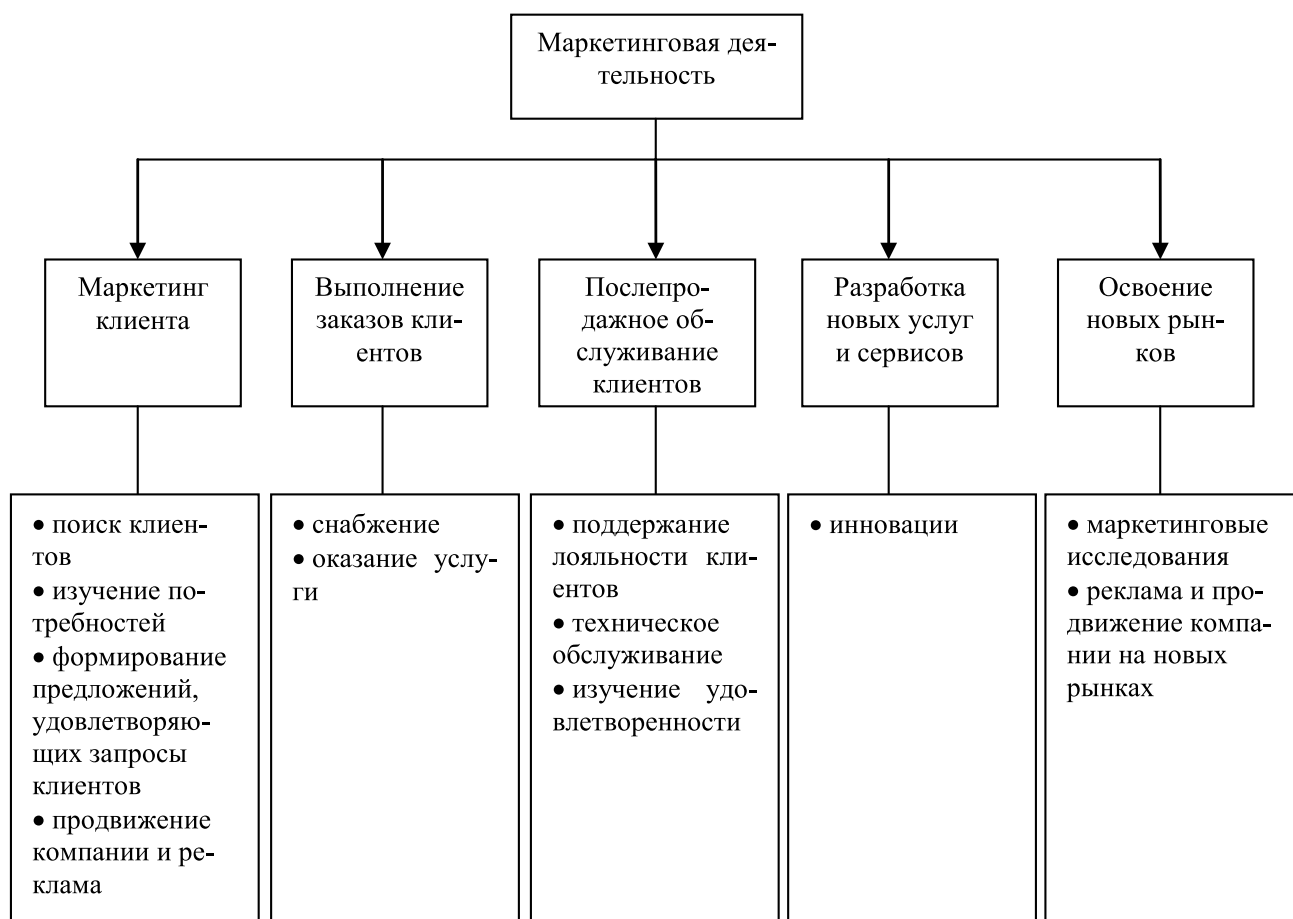 Маркетинговая дея-
тельность
Маркетинг
клиента
Выполнение
заказов кли-
ентов
Послепро-
дажное об-
служивание
клиентов
Разработка
новых услуг
и сервисов
Освоение
новых рын-
ков
• поиск клиен-
тов
• изучение по-
требностей
• формирование
предложений,
удовлетворяю-
щих запросы
клиентов
• продвижение
компании и ре-
клама
• снабжение
• оказание услу-
ги
• поддержание
лояльности кли-
ентов
• техническое
обслуживание
• изучение удо-
влетворенности
• инновации
• маркетинговые
исследования
• реклама и про-
движение компа-
нии на новых
рынках